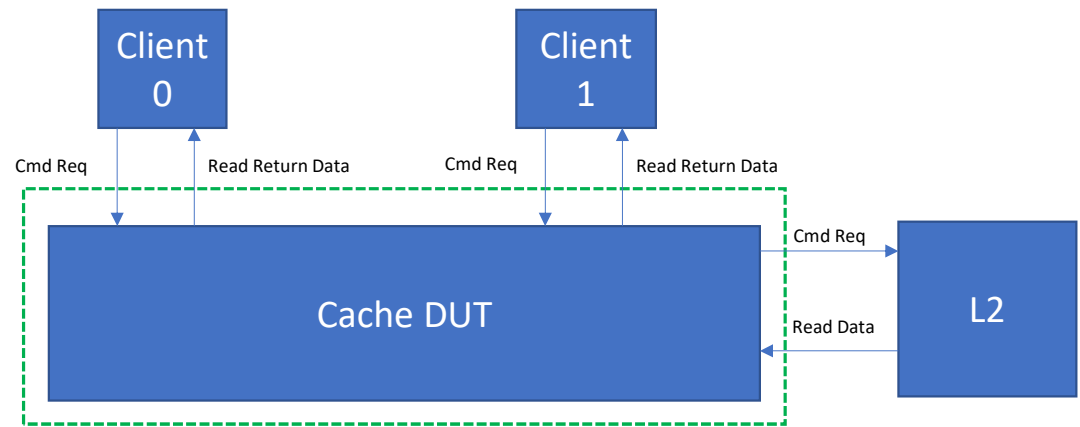 Client
0
Client
1
Cmd Req
Read Return Data
Cmd Req
Read Return Data
Cmd Req
Cache DUT
L2
Read Data